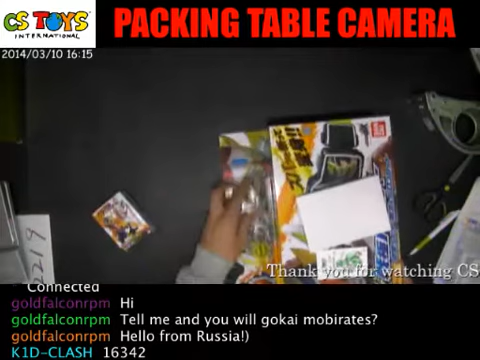 CS TOYS
INTERNATIONAL
PACKING TABLE CAMERA
2014/03/10 16:15
Thank you for watching CS
Connected
goldfalconrpm Hi
goldfalconrpm Tell me and you will gokai mobirates?
goldfalconrpm Hello from Russia!)
K1D-CLASH 16342